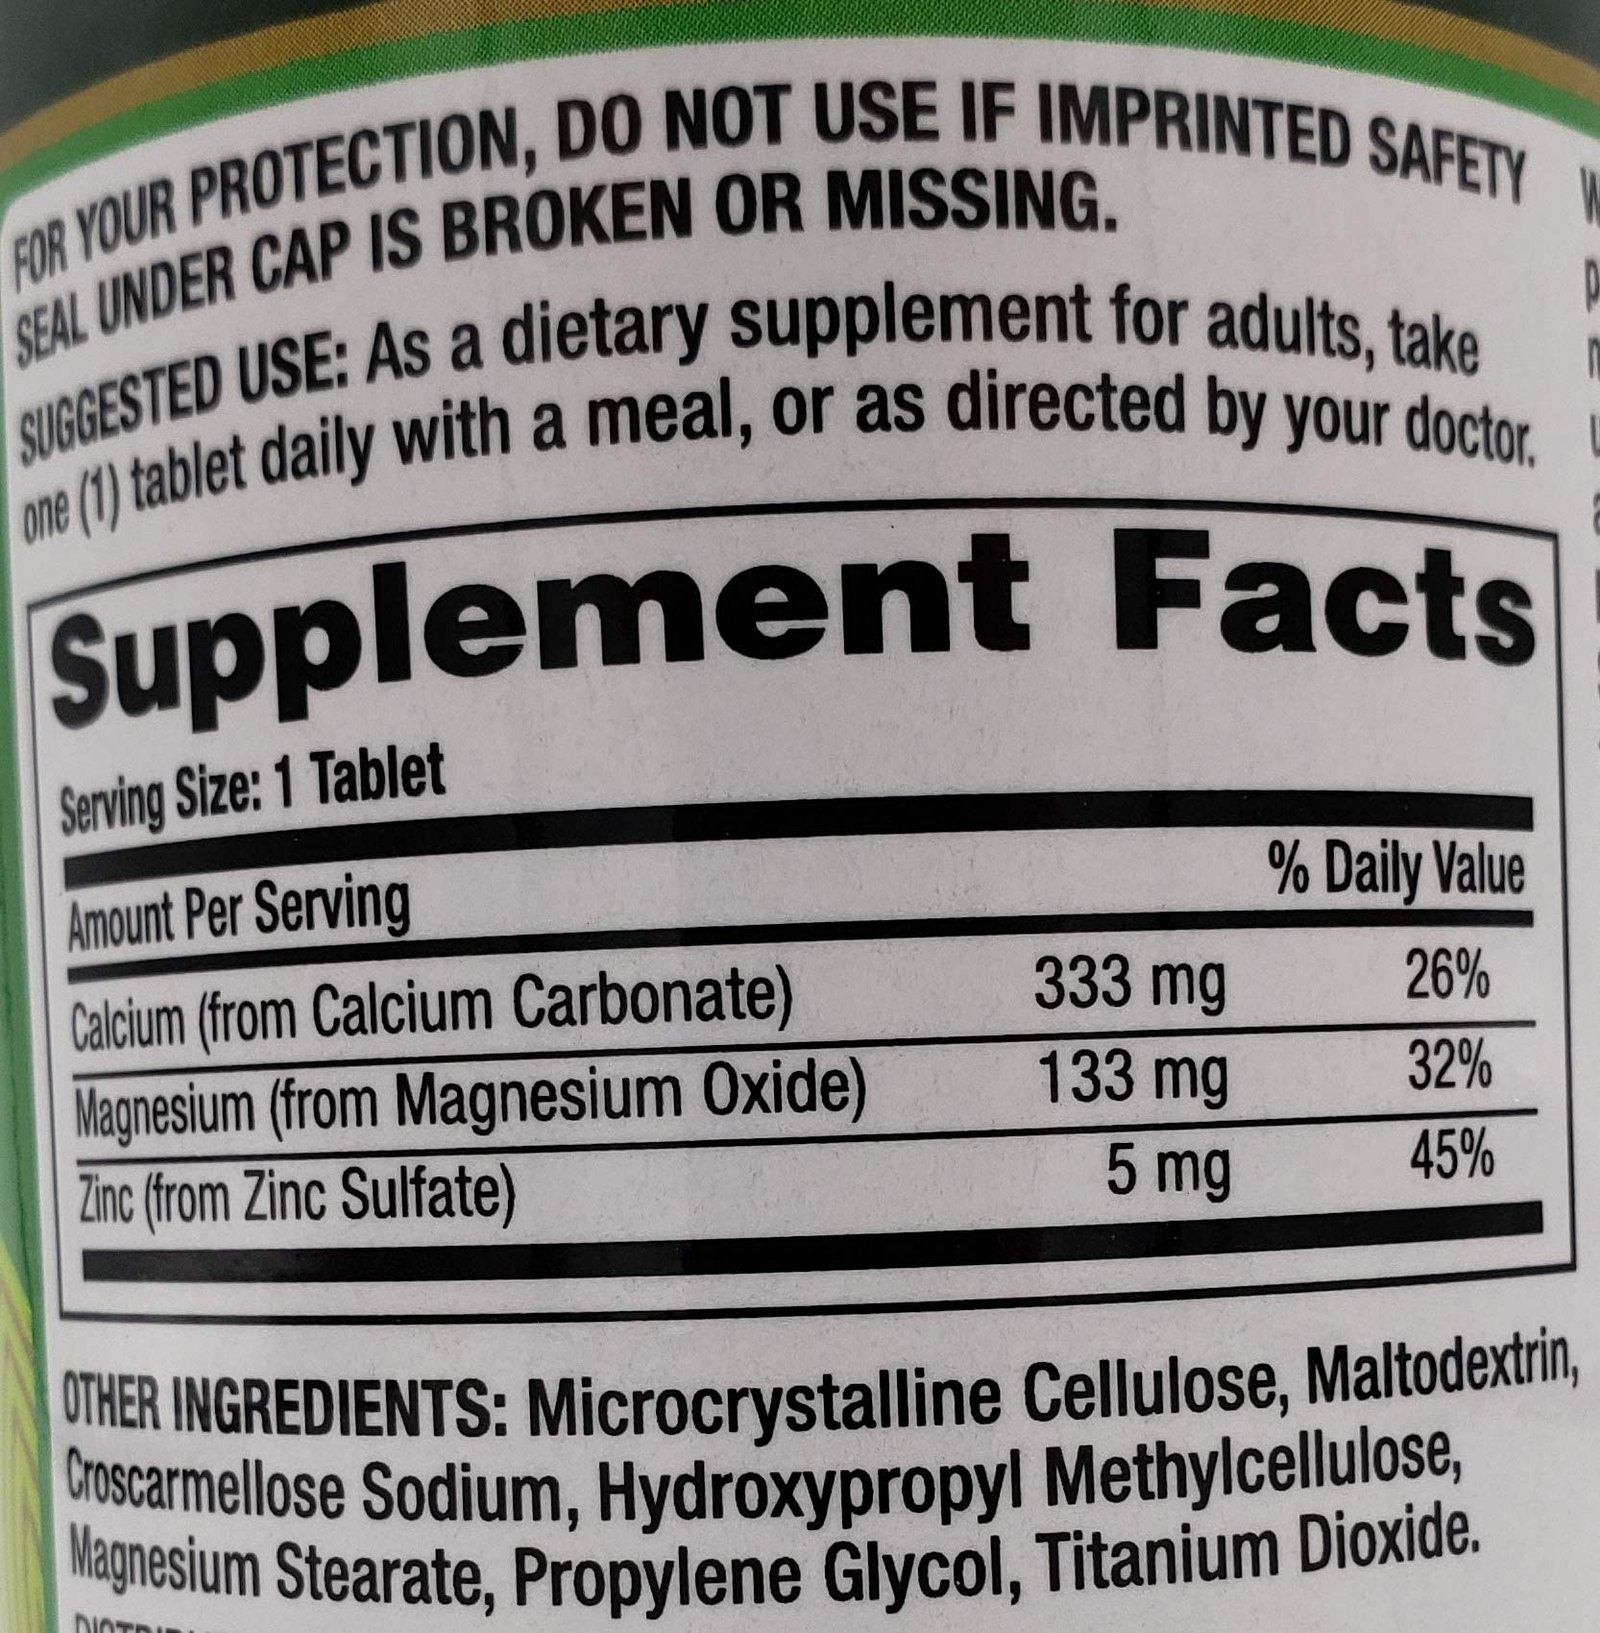 FOR YOUR PROTECTION, DO NOT USE IF IMPRINTED SAFETY
SEAL UNDER CAP IS BROKEN OR MISSING.
SUGGESTED USE: As a dietary supplement for adults, take
one (1) tablet daily with a meal, or as directed by your doctor.
Supplement Facts
Serving Size: 1 Tablet
Amount Per Serving % Daily Value
Calcium (from Calcium Carbonate) 333 mg 26%
Magnesium (from Magnesium Oxide) 133 mg 32%
Zinc (from Zinc Sulfate) 5 mg 45%
OTHER INGREDIENTS: Microcrystalline Cellulose, Maltodextrin,
Croscarmellose Sodium, Hydroxypropyl Methylcellulose,
Magnesium Stearate, Propylene Glycol, Titanium Dioxide.